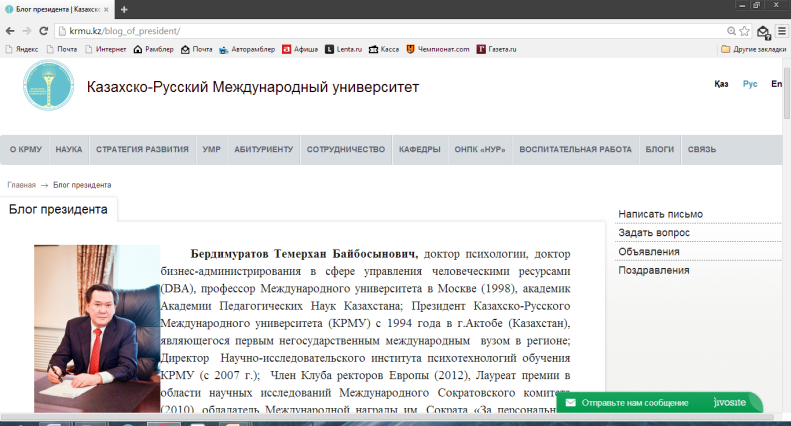 Блог президента | Казахско
krmu.kz/blog_of_president/
Яндекс Почта Интернет Рамблер Почта Авторамблер Афиша Lenta.ru Касса Чемпионат.com Газета.ru Другие закладки
Казахско-Русский Международный университет
Қаз Рус En
О КРМУ НАУКА СТРАТЕГИЯ РАЗВИТИЯ УМР АБИТУРИЕНТУ СОТРУДНИЧЕСТВО КАФЕДРЫ ОНПК «НУР» ВОСПИТАТЕЛЬНАЯ РАБОТА БЛОГИ СВЯЗЬ
Главная → Блог президента
Блог президента
Бердимуратов Темерхан Байбосынович, доктор психологии, доктор
бизнес-администрирования в сфере управления человеческими ресурсами
(DBA), профессор Международного университета в Москве (1998), академик
Академии Педагогических Наук Казахстана; Президент Казахско-Русского
Международного университета (КРМУ) с 1994 года в г.Актобе (Казахстан),
являющегося первым негосударственным международным вузом в регионе;
Директор Научно-исследовательского института психотехнологий обучения
КРМУ (с 2007 г.); Член Клуба ректоров Европы (2012), Лауреат премии в
области научных исследований Международного Сократовского комитета
(2010), обладатель Международной награды им. Сократа «За персональн
Написать письмо
Задать вопрос
Объявления
Поздравления
Отправьте нам сообщение jivosite